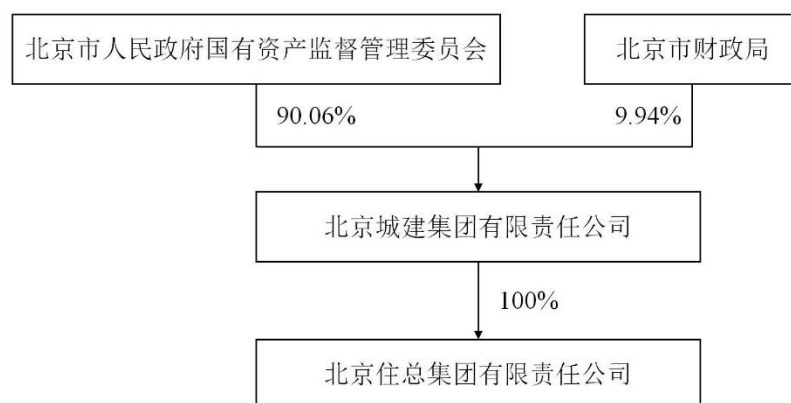 北京市人民政府国有资产监督管理委员会
北京市财政局
90.06%
9.94%
北京城建集团有限责任公司
100%
北京住总集团有限责任公司